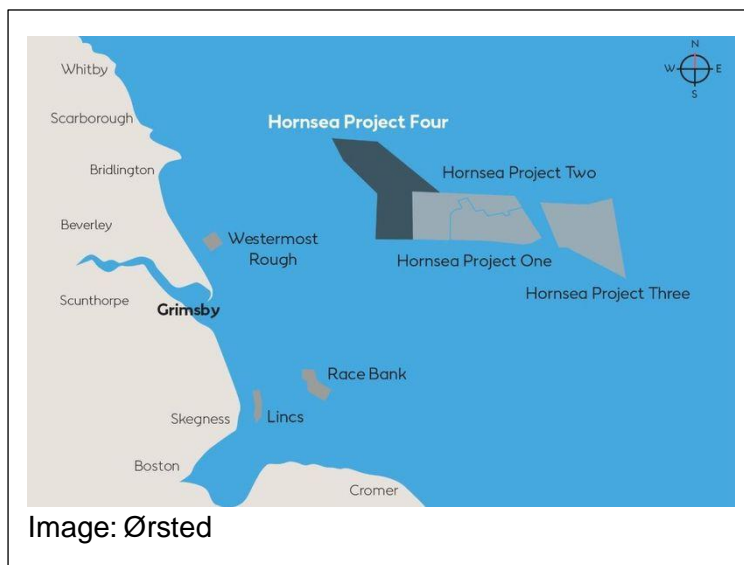 N
W E
S
Whitby
Scarborough
Hornsea Project Four
Bridlington
Hornsea Project Two
Beverley
Westermost
Rough
Hornsea Project One
Scunthorpe
Grimsby
Hornsea Project Three
Race Bank
Skegness
Lincs
Boston
Cromer
Image: Ørsted